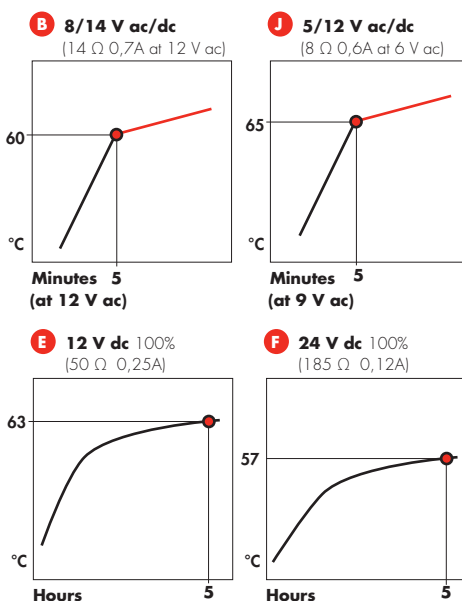 B 8/14 V ac/dc
(14 Ω 0,7A at 12 V ac)
60
°C
Minutes 5
(at 12 V ac)
J 5/12 V ac/dc
(8 Ω 0,6A at 6 V ac)
65
°C
Minutes 5
(at 9 V ac)
E 12 V dc 100%
(50 Ω 0,25A)
63
°C
Hours 5
F 24 V dc 100%
(185 Ω 0,12A)
57
°C
Hours 5